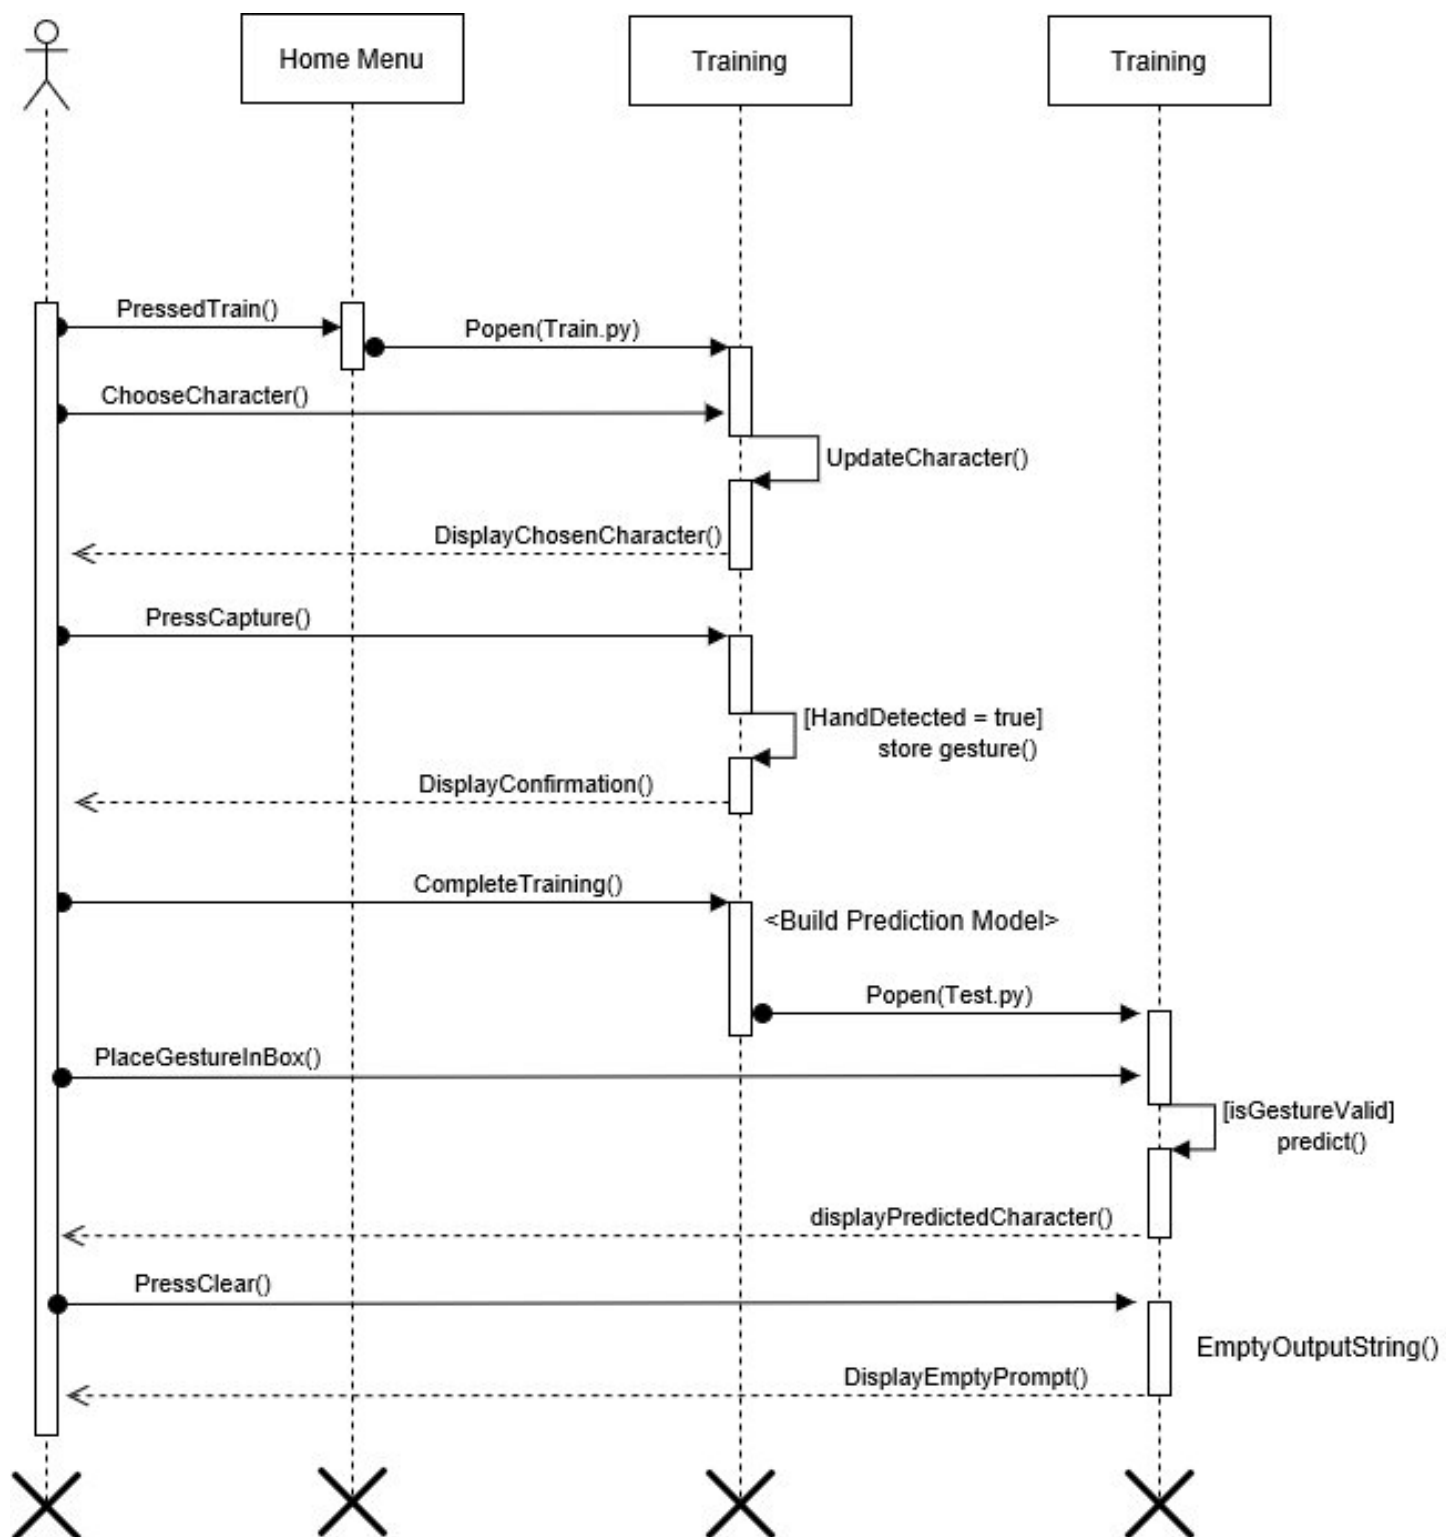 Home Menu
Training
Training
PressedTrain()
Popen(Train.py)
ChooseCharacter()
UpdateCharacter()
DisplayChosenCharacter()
PressCapture()
[HandDetected = true]
store gesture()
DisplayConfirmation()
CompleteTraining()
<Build Prediction Model>
Popen(Test.py)
PlaceGestureInBox()
[isGestureValid]
predict()
displayPredictedCharacter()
PressClear()
EmptyOutputString()
DisplayEmptyPrompt()